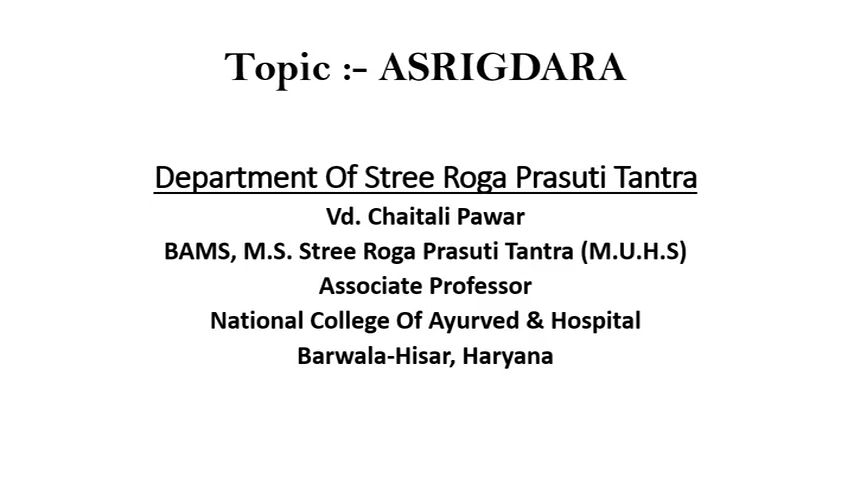 Topic :- ASRIGDARA
Department Of Stree Roga Prasuti Tantra
Vd. Chaitali Pawar
BAMS, M.S. Stree Roga Prasuti Tantra (M.U.H.S)
Associate Professor
National College Of Ayurved & Hospital
Barwala-Hisar, Haryana